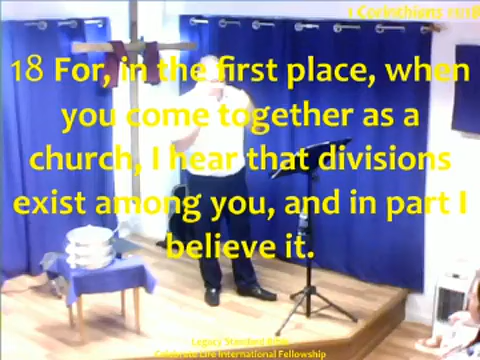 1 Corinthians 11:18
18 For, in the first place, when
you come together as a
church, I hear that divisions
exist among you, and in part I
believe it.
Legacy Standard Bible
Celebrate Life International Fellowship